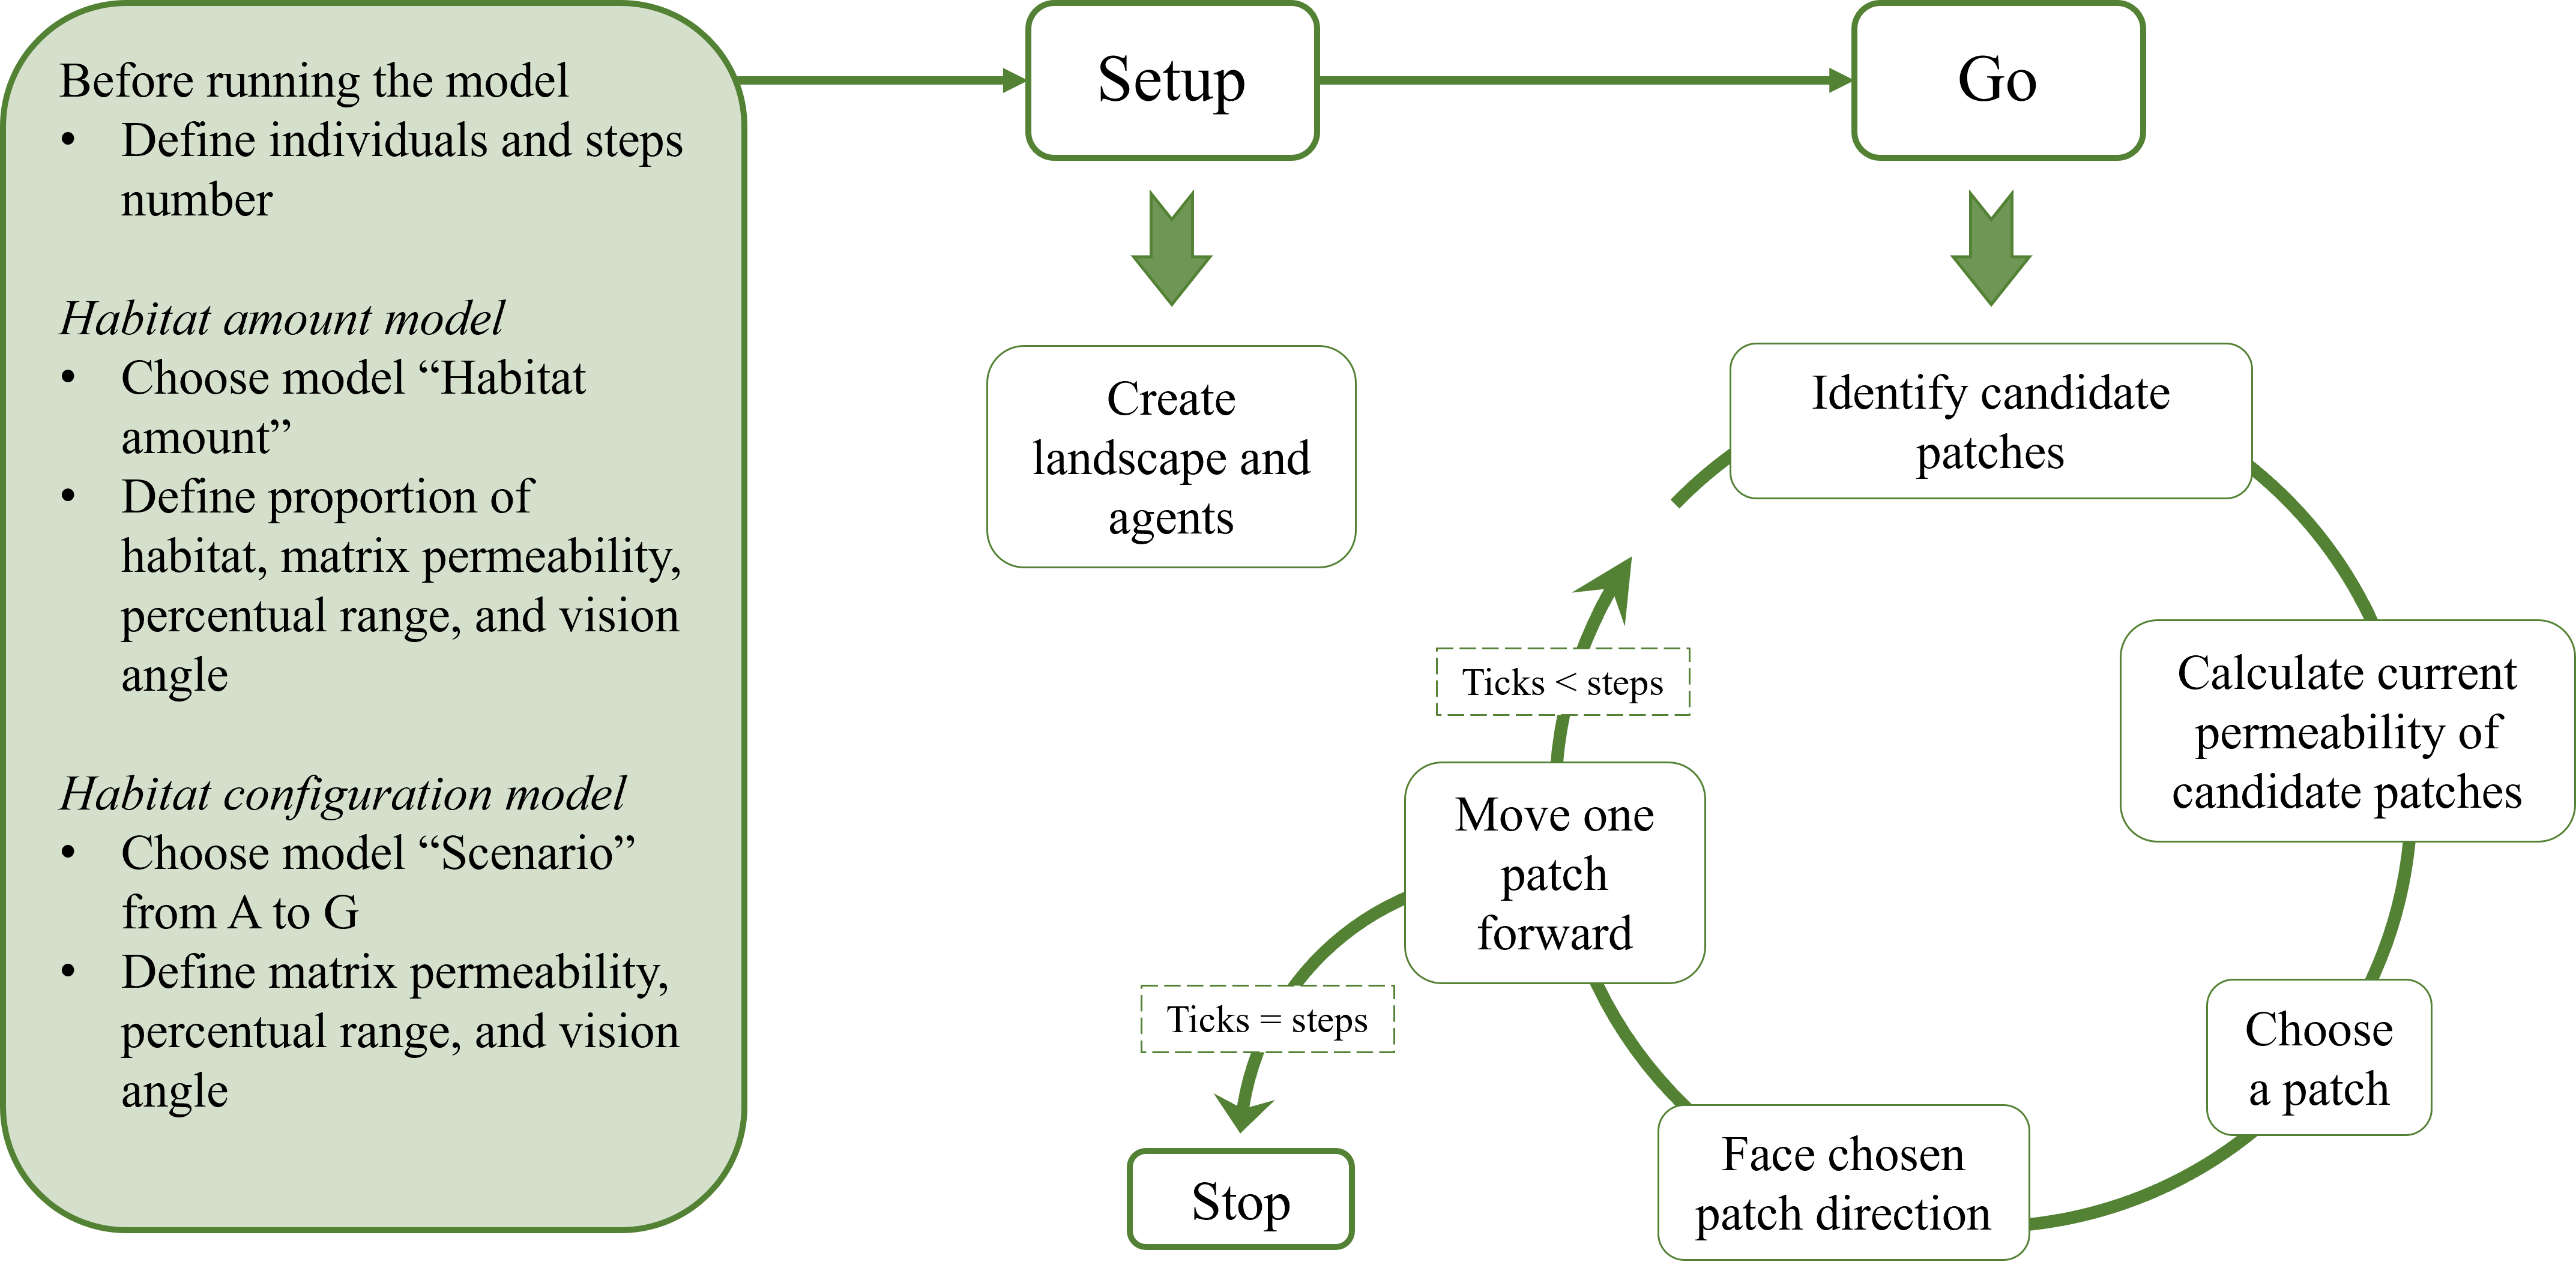 Before running the model
• Define individuals and steps
number
Habitat amount model
• Choose model “Habitat
amount”
• Define proportion of
habitat, matrix permeability,
percentual range, and vision
angle
Habitat configuration model
• Choose model “Scenario”
from A to G
• Define matrix permeability,
percentual range, and vision
angle
Setup
Create
landscape and
agents
Go
Identify candidate
patches
Calculate current
permeability of
candidate patches
Choose
a patch
Face chosen
patch direction
Move one
patch
forward
Ticks < steps
Ticks = steps
Stop